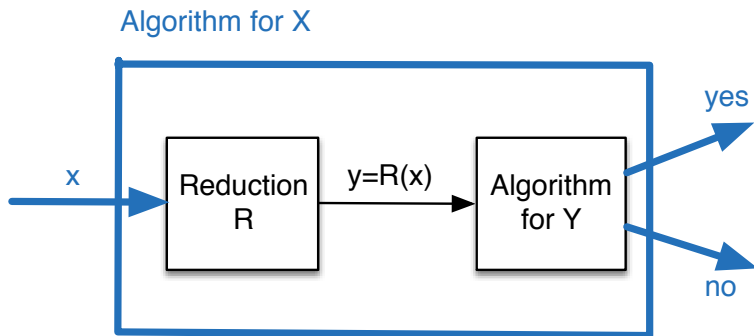 Algorithm for X
yes
x
Reduction
R
y=R(x)
Algorithm
for Y
no